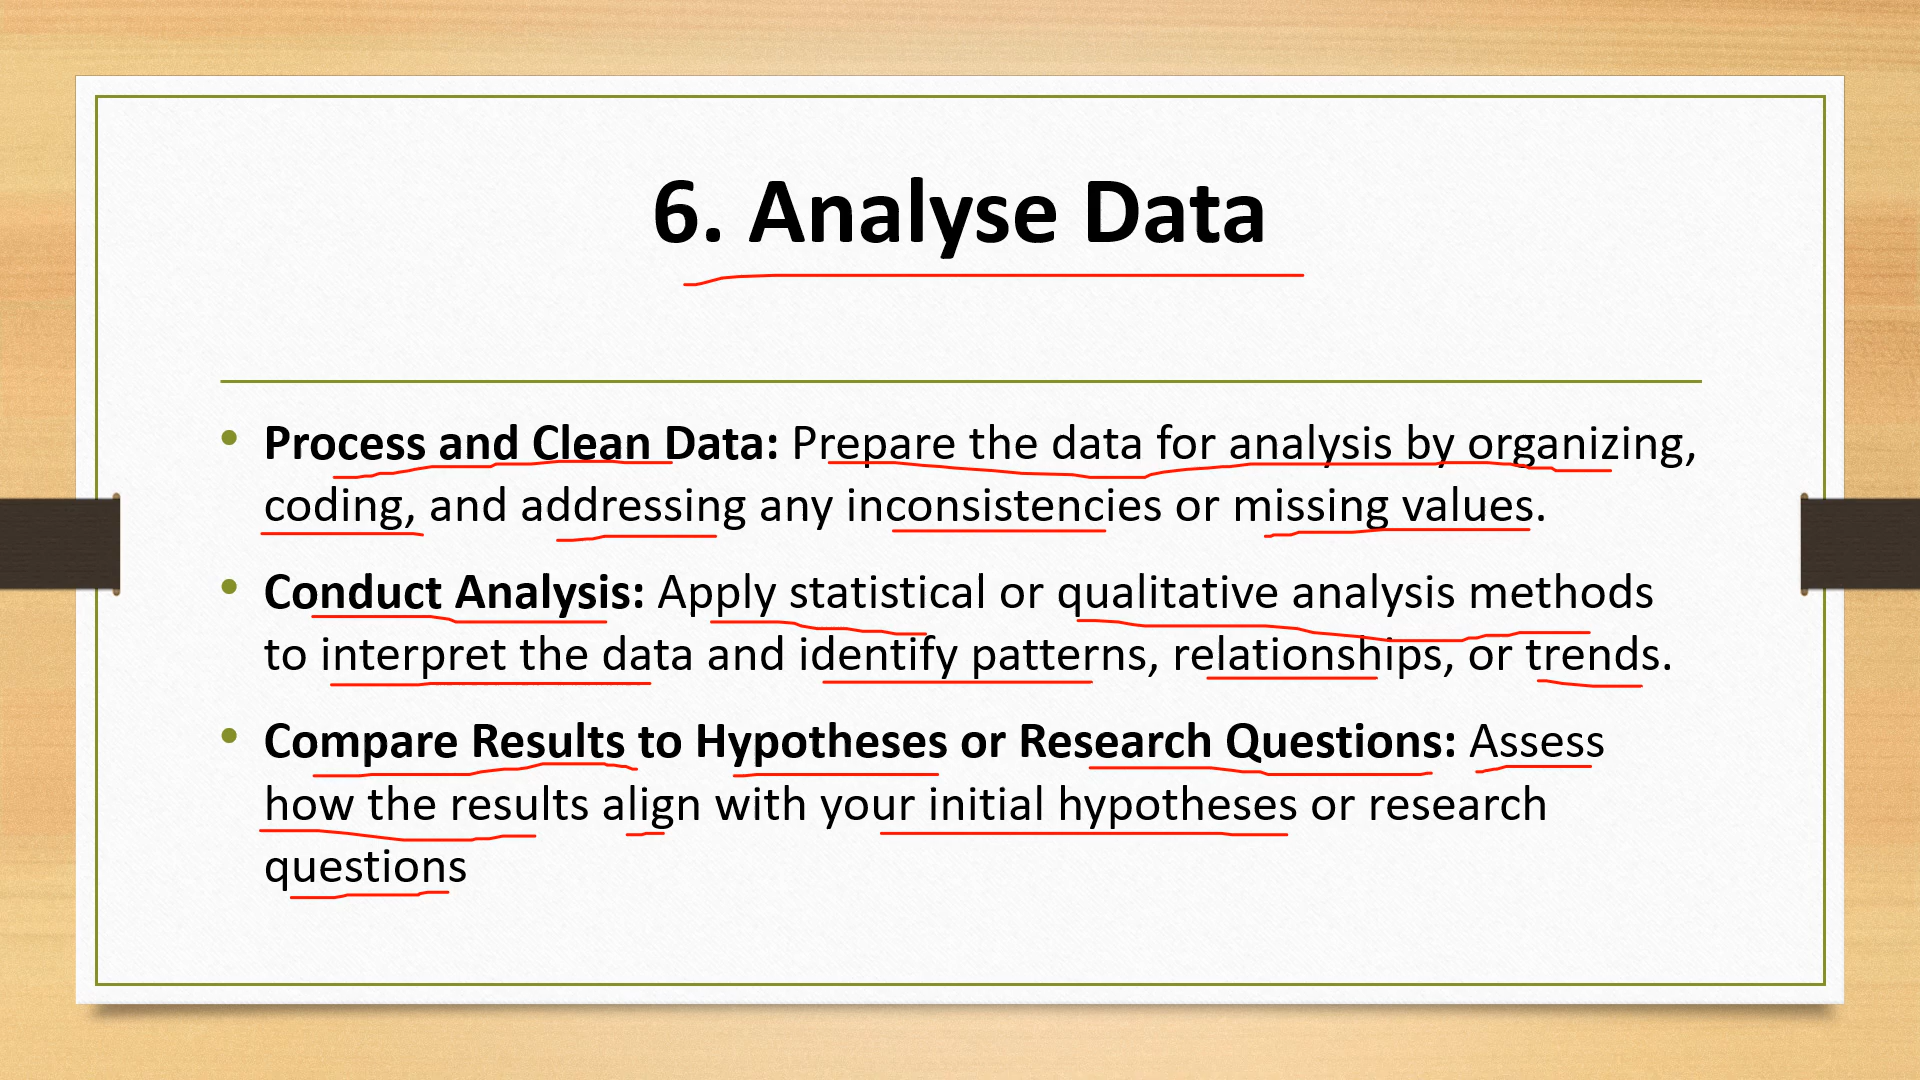 6. Analyse Data
• Process and Clean Data: Prepare the data for analysis by organizing,
coding, and addressing any inconsistencies or missing values.
• Conduct Analysis: Apply statistical or qualitative analysis methods
to interpret the data and identify patterns, relationships, or trends.
• Compare Results to Hypotheses or Research Questions: Assess
how the results align with your initial hypotheses or research
questions